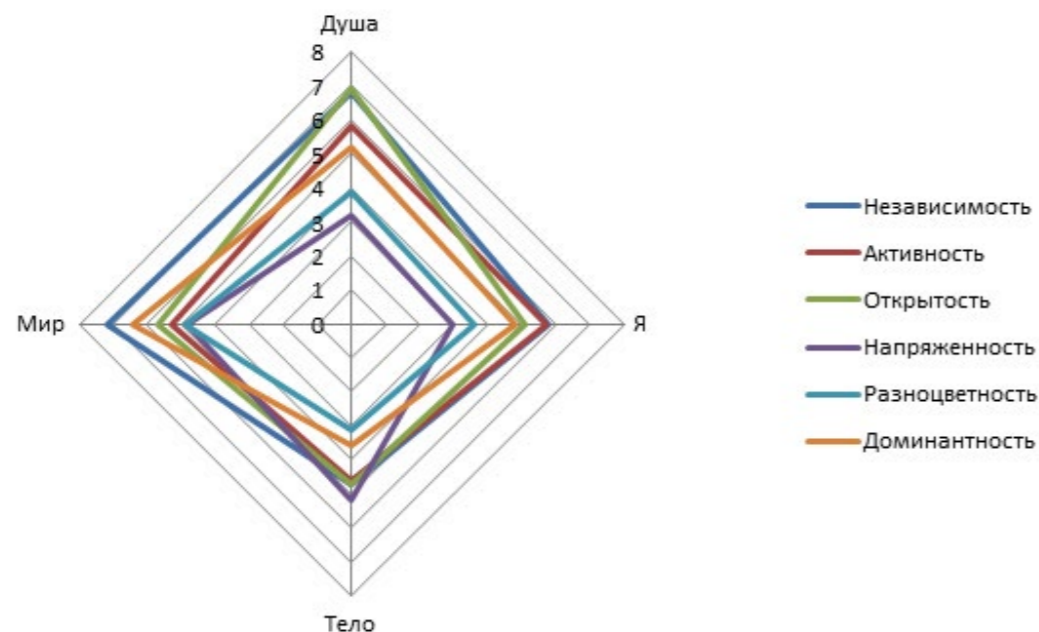 Душа
8
7
6
5
4
3
2
1
0
Мир
Я
Тело
Независимость
Активность
Открытость
Напряженность
Разноцветность
Доминантность